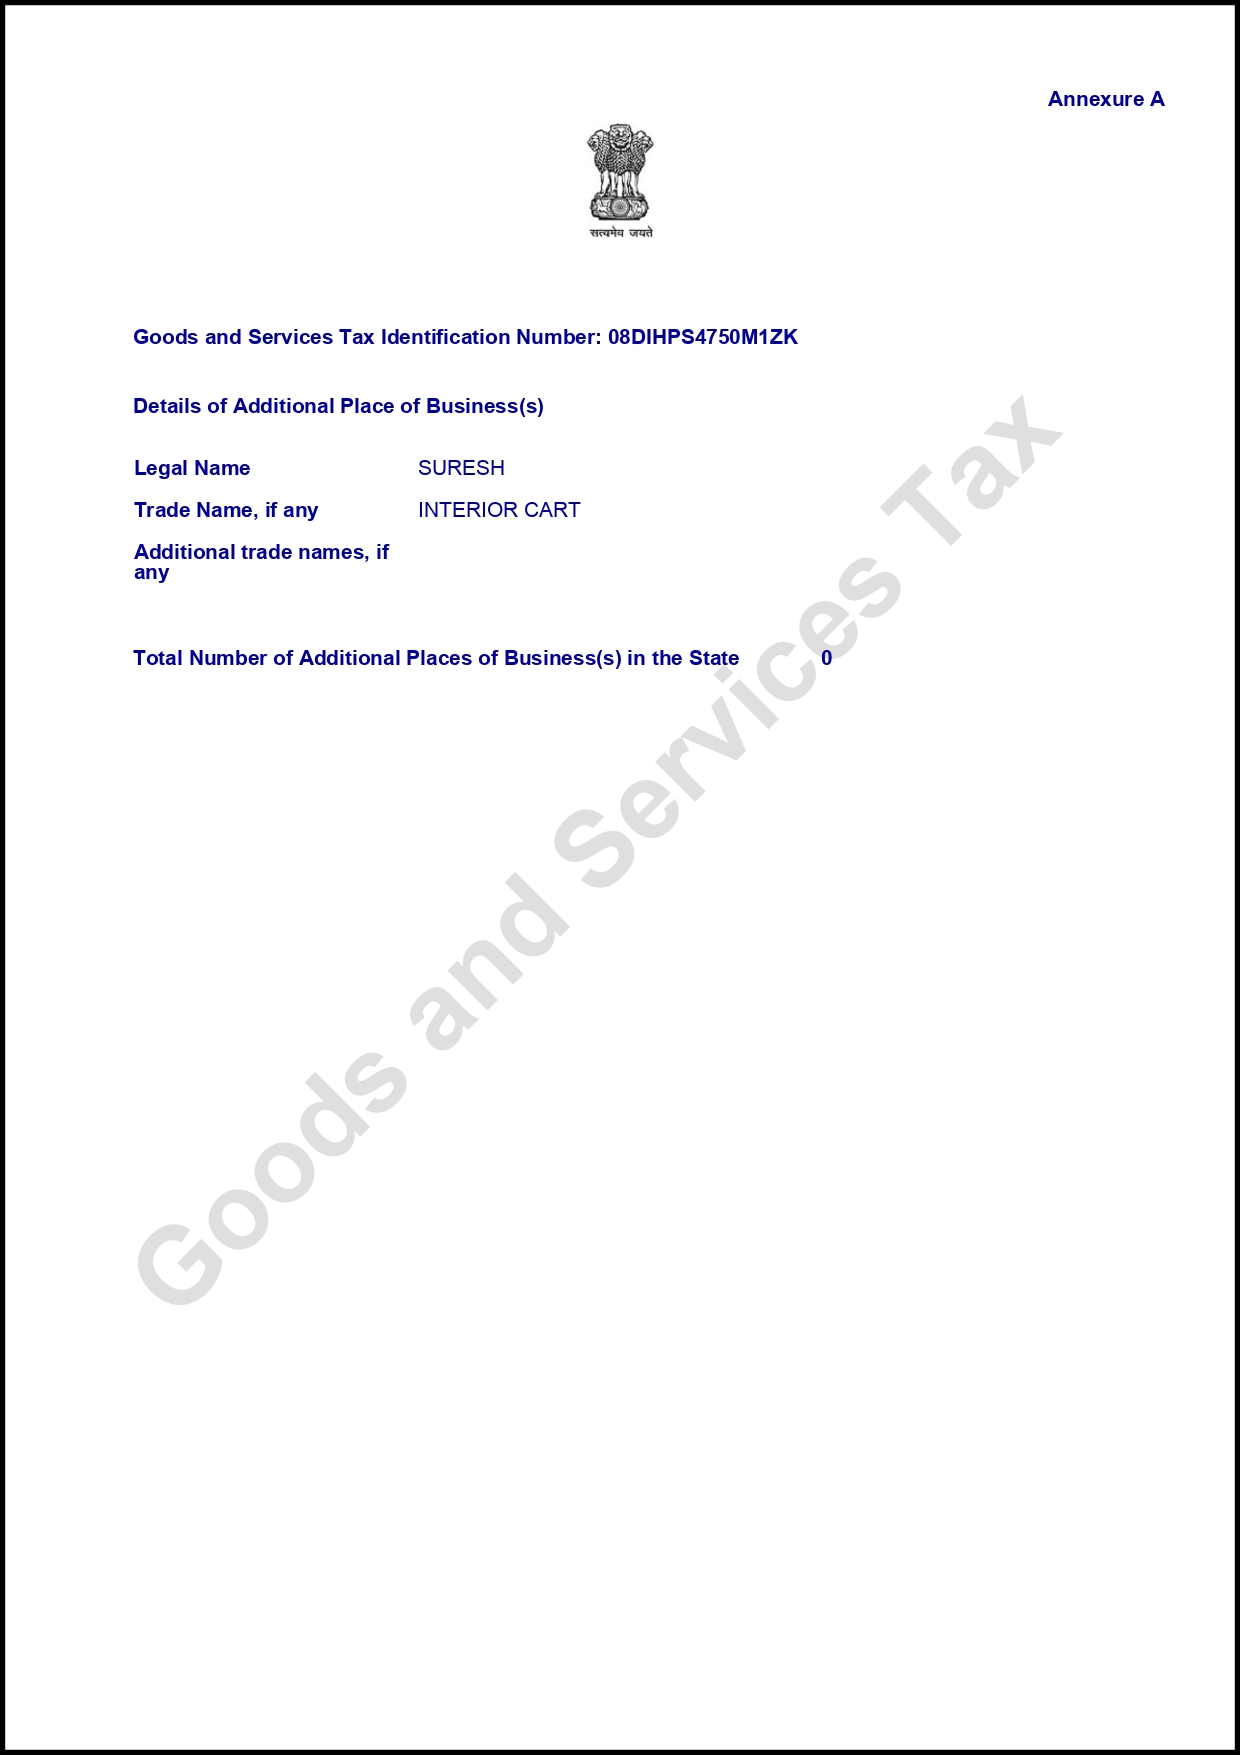 Annexure A
सत्यमेव जयते
Goods and Services Tax Identification Number: 08DIHPS4750M1ZK
Details of Additional Place of Business(s)
Legal Name SURESH
Trade Name, if any INTERIOR CART
Additional trade names, if
any
Total Number of Additional Places of Business(s) in the State 0
Goods and Services Tax